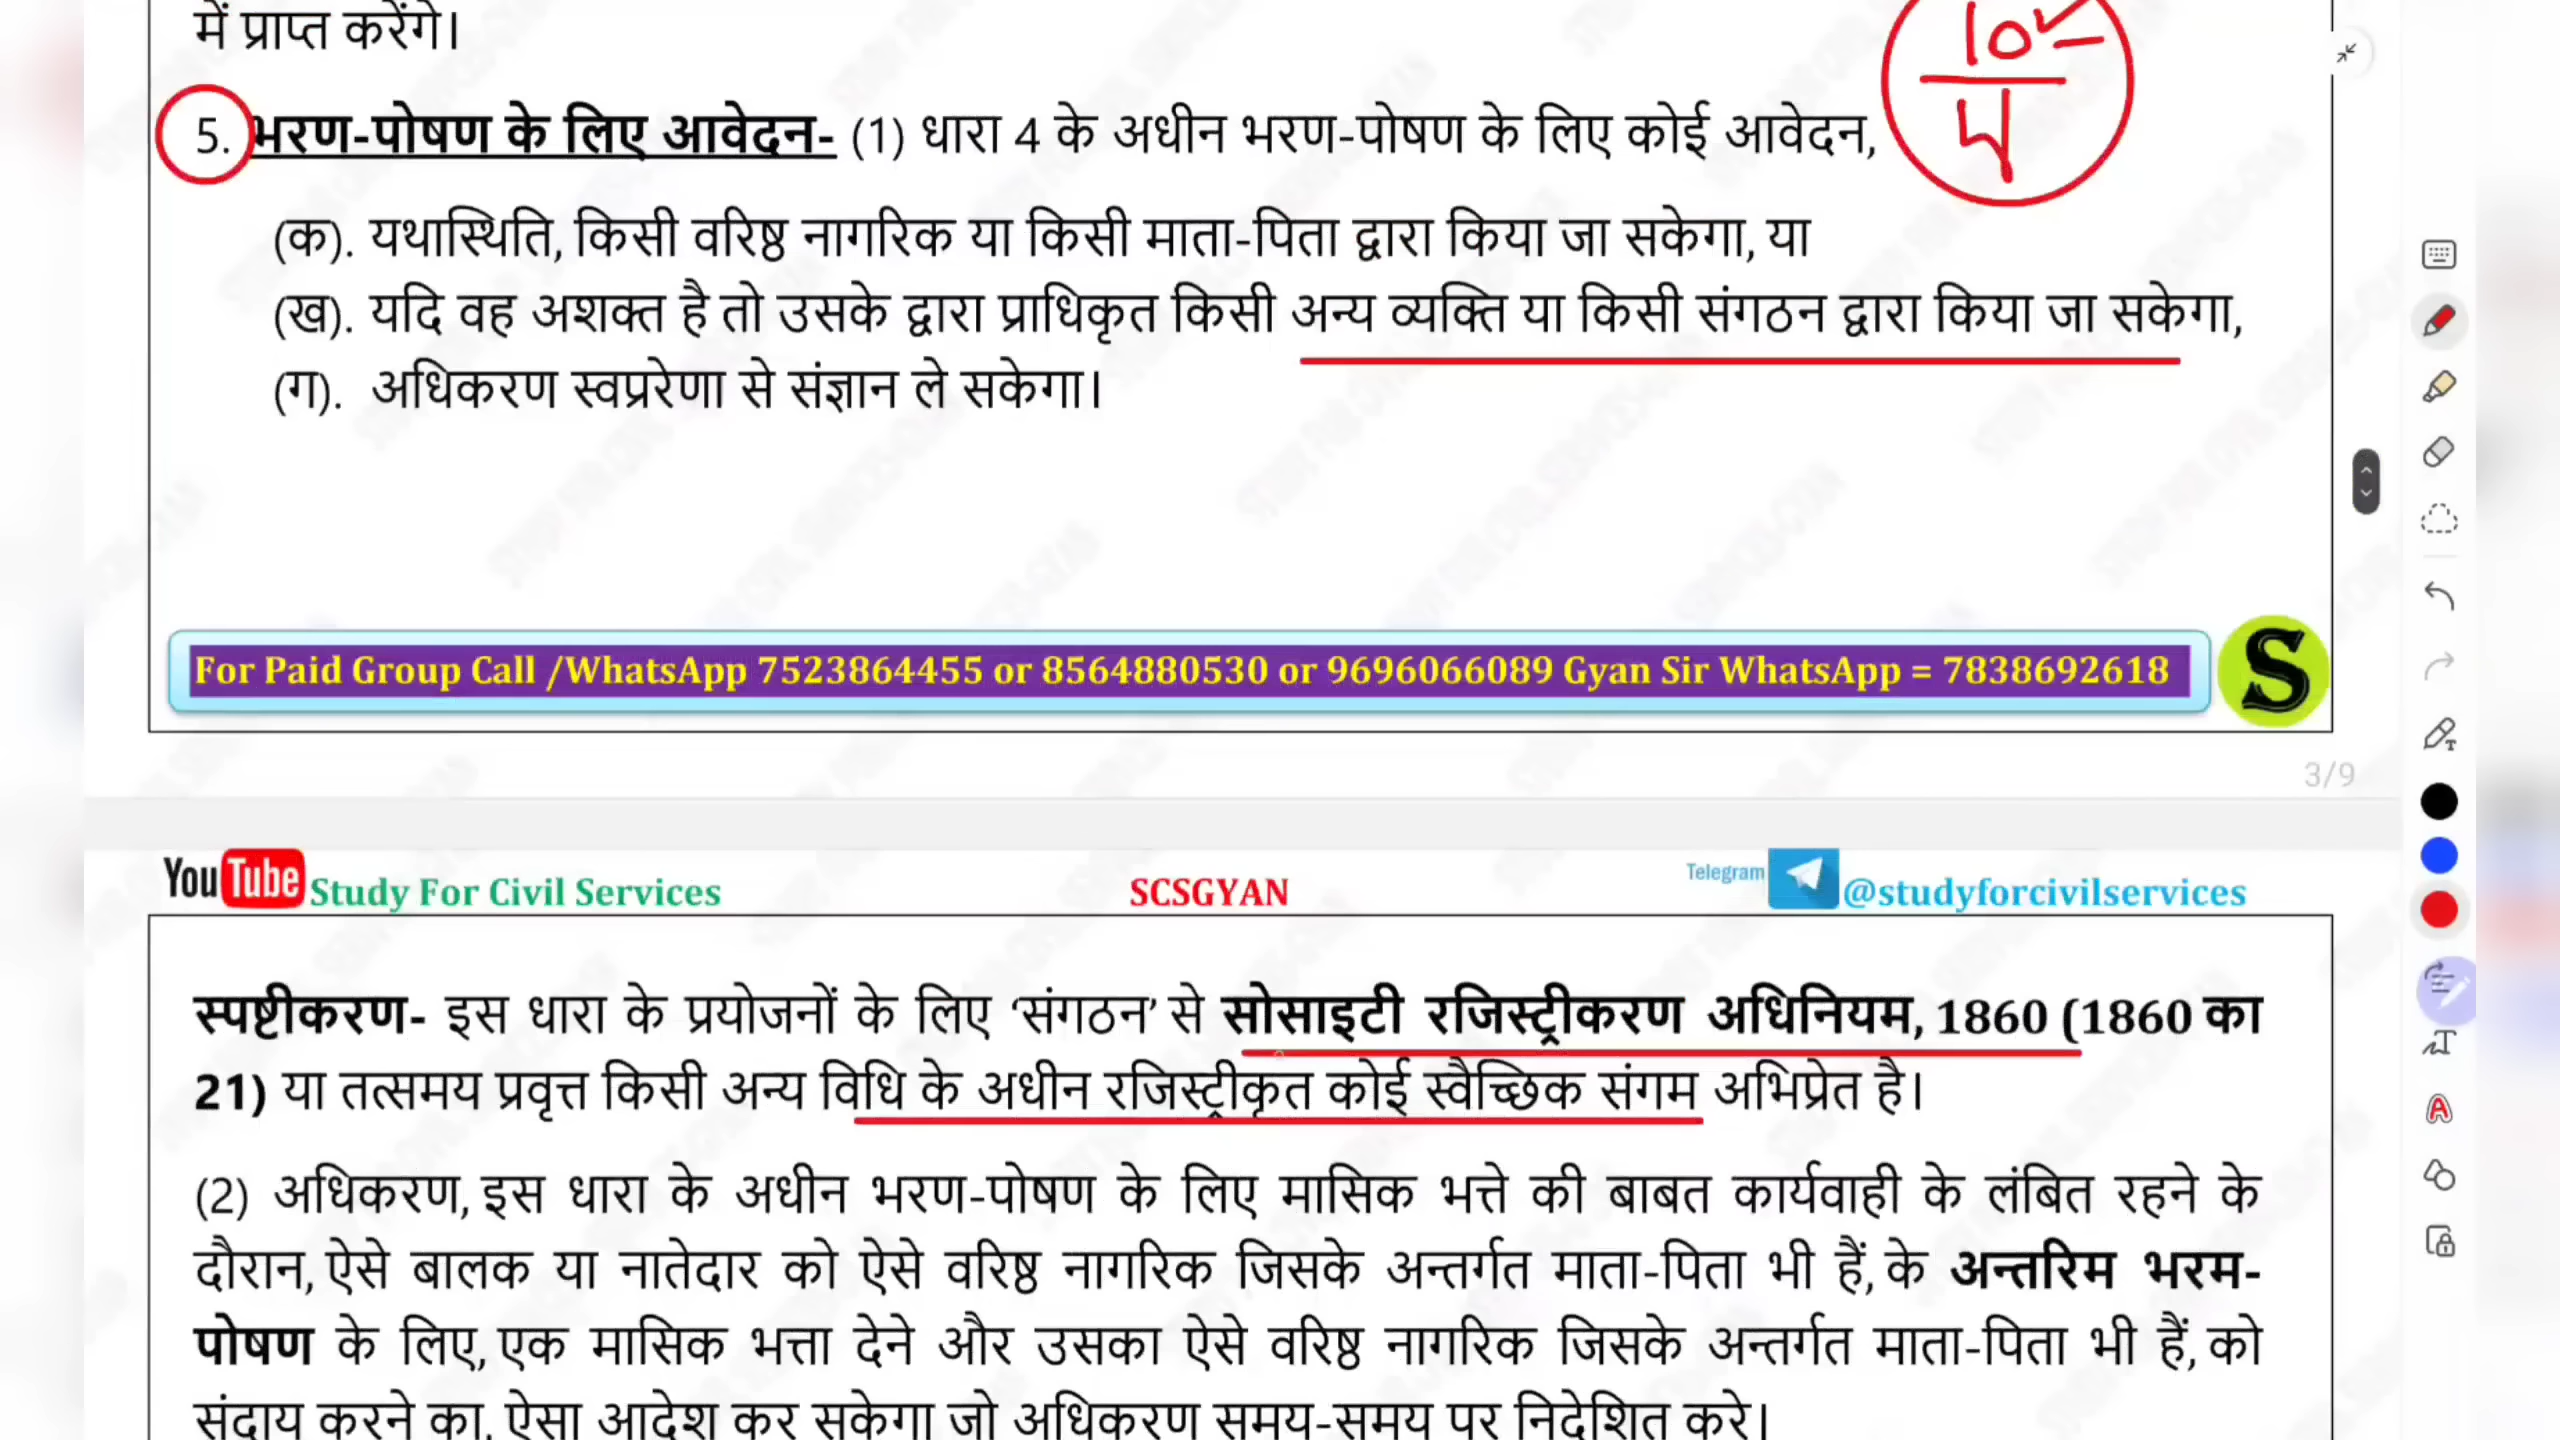 में प्राप्त करेंगे।
10
4
5. भरण-पोषण के लिए आवेदन- (1) धारा 4 के अधीन भरण-पोषण के लिए कोई आवेदन,
(क). यथास्थिति, किसी वरिष्ठ नागरिक या किसी माता-पिता द्वारा किया जा सकेगा, या
(ख). यदि वह अशक्त है तो उसके द्वारा प्राधिकृत किसी अन्य व्यक्ति या किसी संगठन द्वारा किया जा सकेगा,
(ग). अधिकरण स्वप्ररेणा से संज्ञान ले सकेगा।
For Paid Group Call /WhatsApp 7523864455 or 8564880530 or 9696066089 Gyan Sir WhatsApp = 7838692618
S
3/9
YouTube Study For Civil Services SCSGYAN Telegram @studyforcivilservices
स्पष्टीकरण- इस धारा के प्रयोजनों के लिए ‘संगठन’ से सोसाइटी रजिस्ट्रीकरण अधिनियम, 1860 (1860 का
21) या तत्समय प्रवृत्त किसी अन्य विधि के अधीन रजिस्ट्रीकृत कोई स्वैच्छिक संगम अभिप्रेत है।
(2) अधिकरण, इस धारा के अधीन भरण-पोषण के लिए मासिक भत्ते की बाबत कार्यवाही के लंबित रहने के
दौरान, ऐसे बालक या नातेदार को ऐसे वरिष्ठ नागरिक जिसके अन्तर्गत माता-पिता भी हैं, के अन्तरिम भरम-
पोषण के लिए, एक मासिक भत्ता देने और उसका ऐसे वरिष्ठ नागरिक जिसके अन्तर्गत माता-पिता भी हैं, को
संदाय करने का, ऐसा आदेश कर सकेगा जो अधिकरण समय-समय पर निदेशित करे।